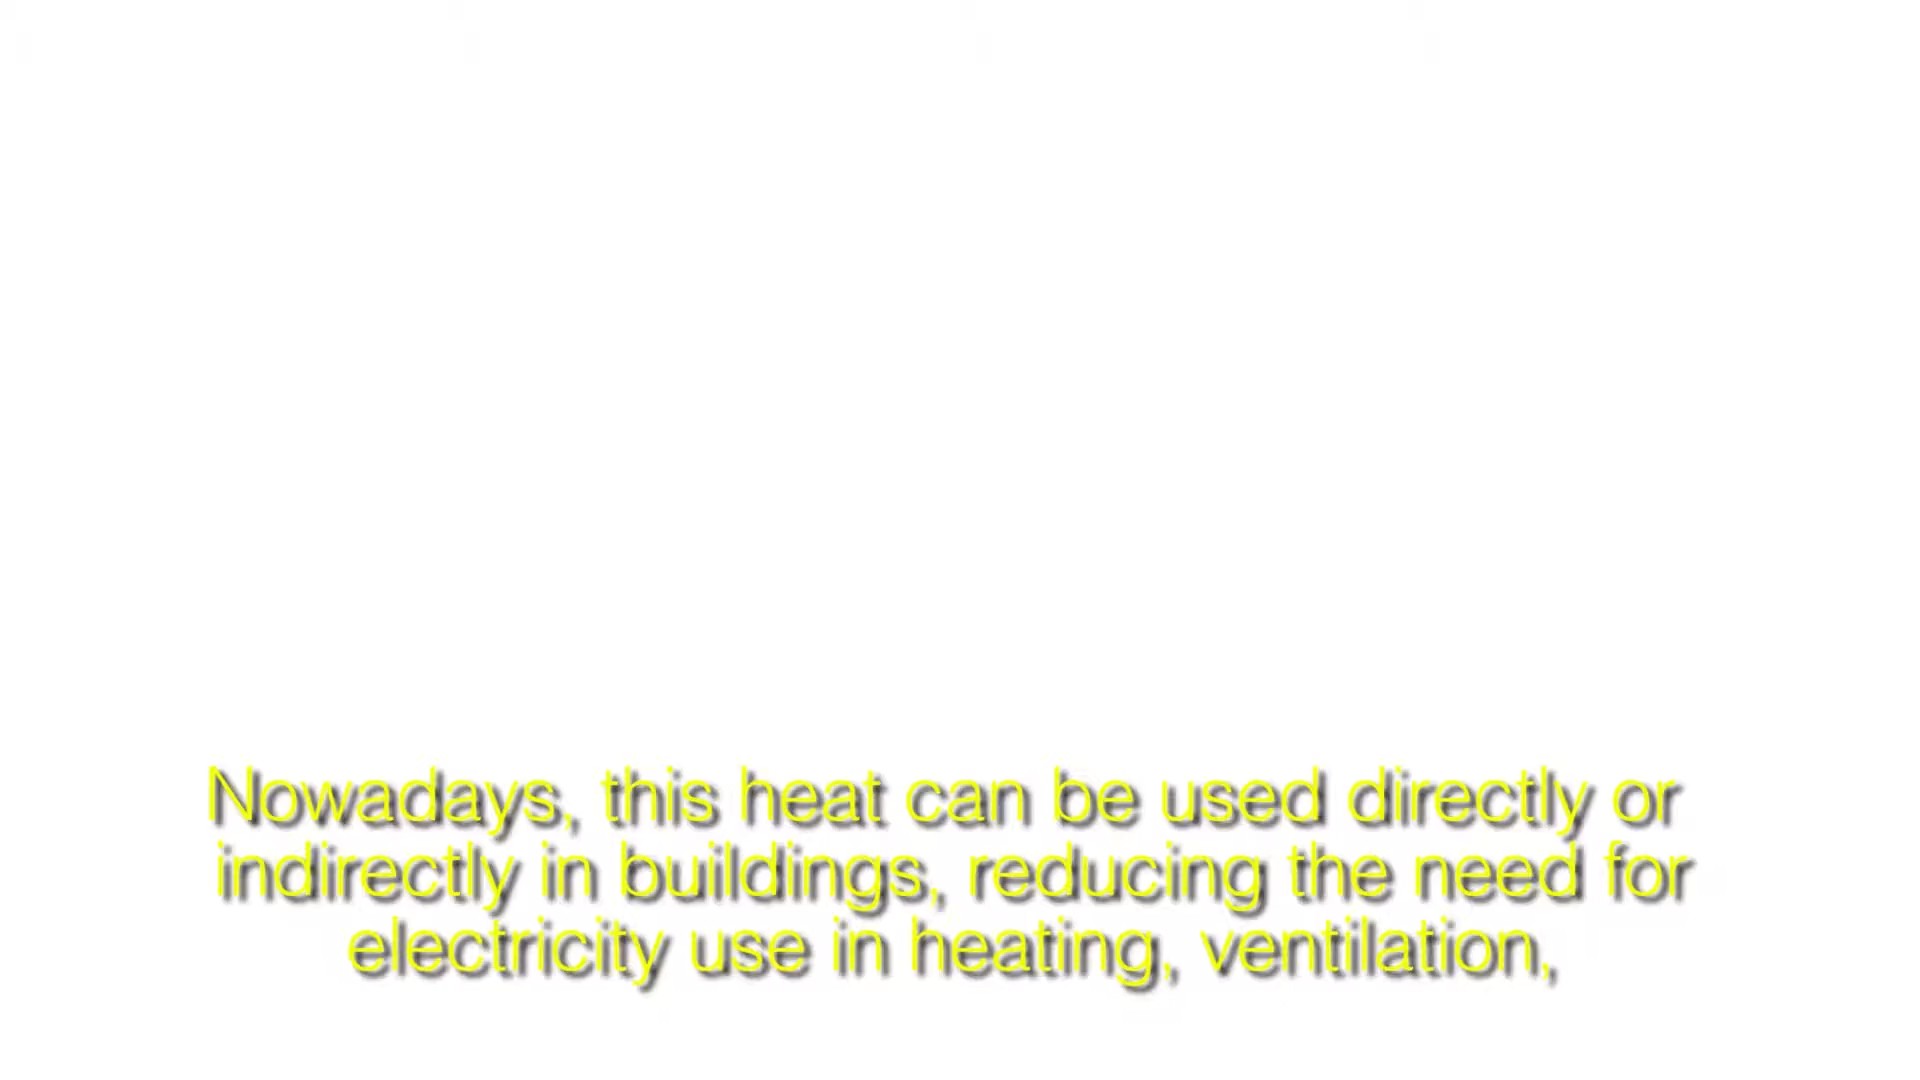 Nowadays, this heat can be used directly or
indirectly in buildings, reducing the need for
electricity use in heating, ventilation,